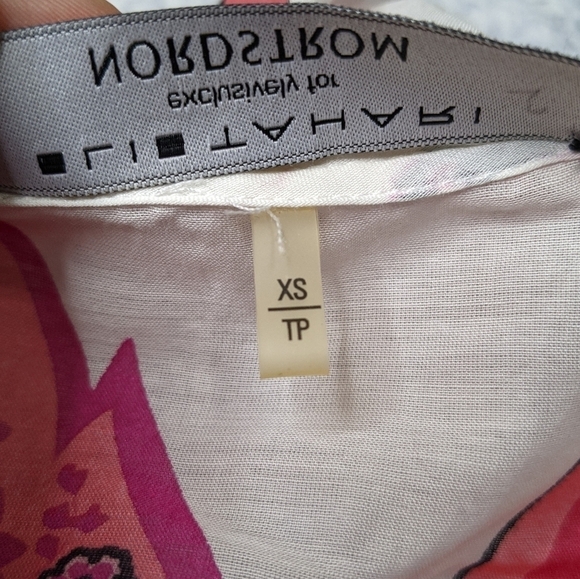 ELIE TAHARI
exclusively for
NORDSTROM
XS
TP